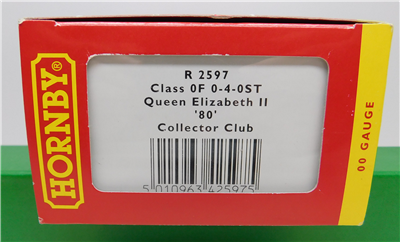 HORNBY
R 2597
Class 0F 0-4-0ST
Queen Elizabeth II
'80'
Collector Club
5 010963 425975
00 GAUGE